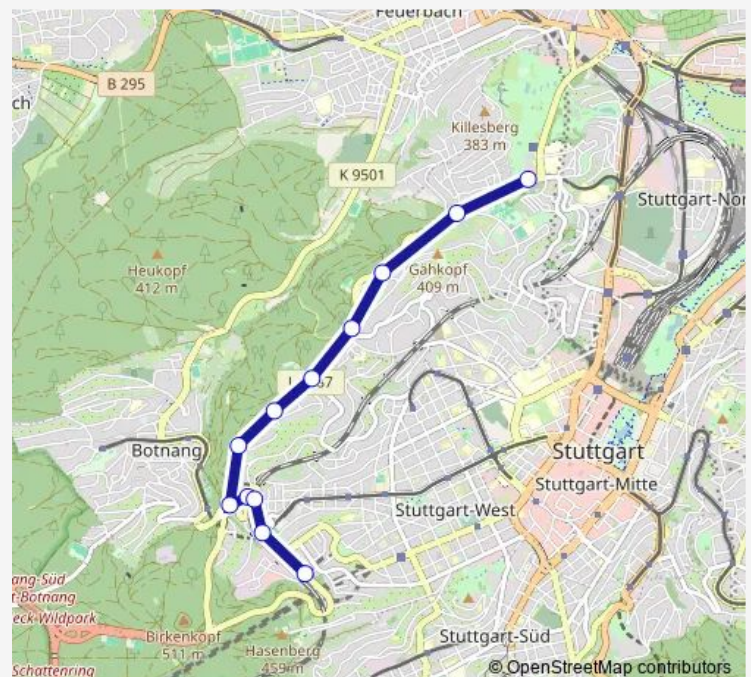 Feuerbach
B 295
ch
Killesberg
383 m
K 9501
Stuttgart-Nor
Heukopf
412 m
Gähkopf
409 m
Botnang
Stuttgart
Stuttgart-Mitte
Stuttgart-West
ang-Süd
t-Botnang
eck Wildpark
Birkenkopf
511 m
Hasenberg
459 m
Stuttgart-Süd
Schattenring
© OpenStreetMap contributors